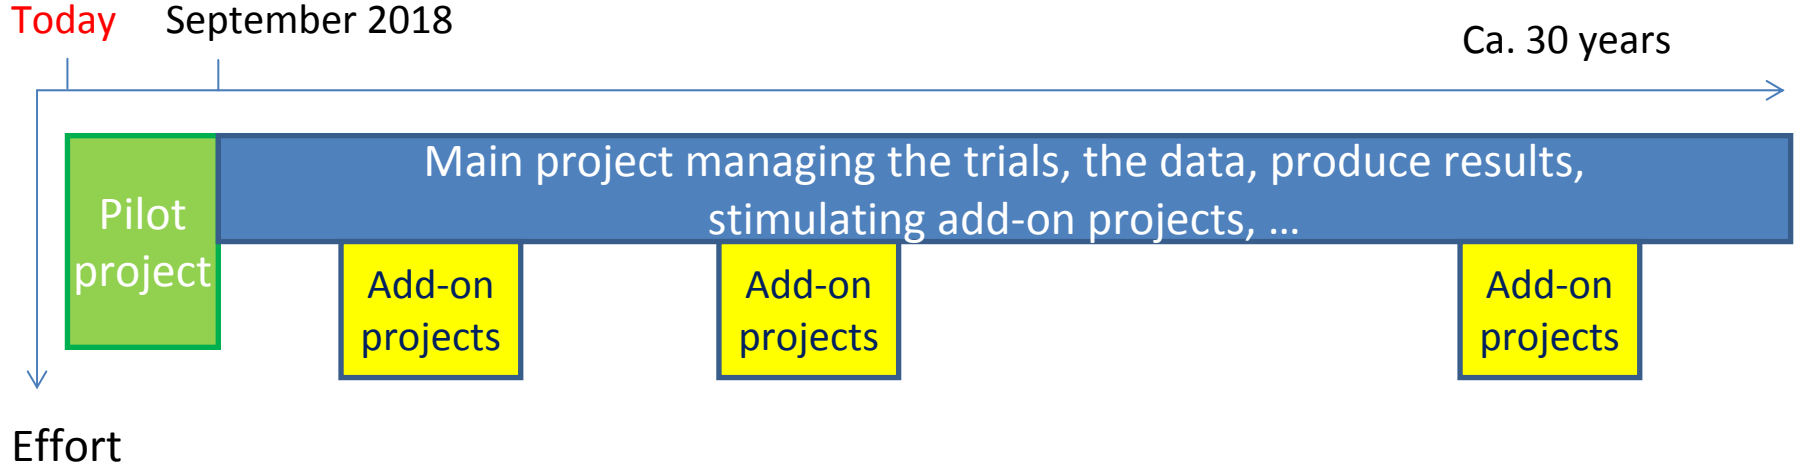 Today September 2018
Ca. 30 years
Main project managing the trials, the data, produce results,
stimulating add-on projects, ...
Pilot
project
Add-on
projects
Add-on
projects
Add-on
projects
Effort